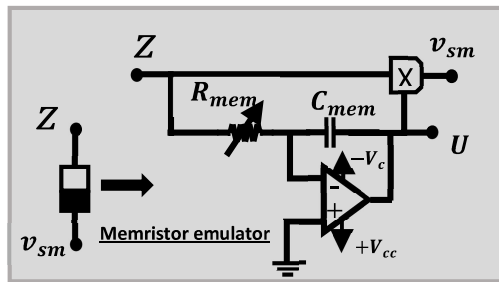 Z
v_sm
R_mem
C_mem
X
U
Z
-V_c
-
+
v_sm
Memristor emulator
+V_cc